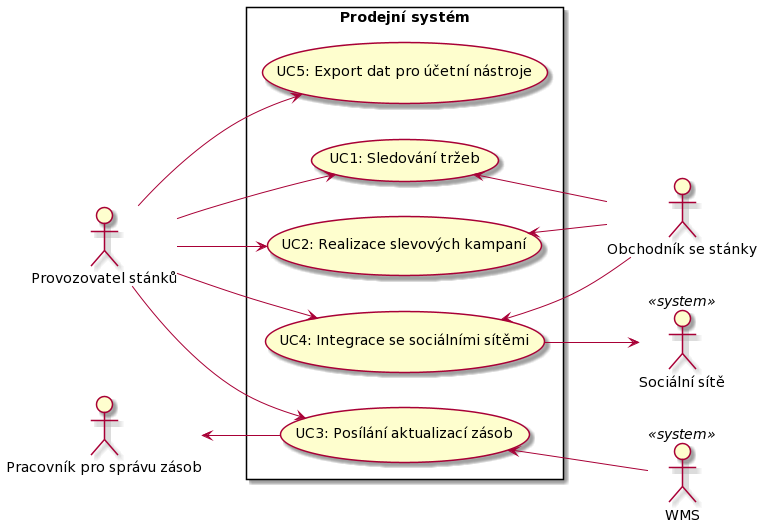 Prodejní systém
UC5: Export dat pro účetní nástroje
UC1: Sledování tržeb
UC2: Realizace slevových kampaní
UC4: Integrace se sociálními sítěmi
UC3: Posílání aktualizací zásob
Provozovatel stánků
Pracovník pro správu zásob
Obchodník se stánky
«system»
Sociální sítě
«system»
WMS